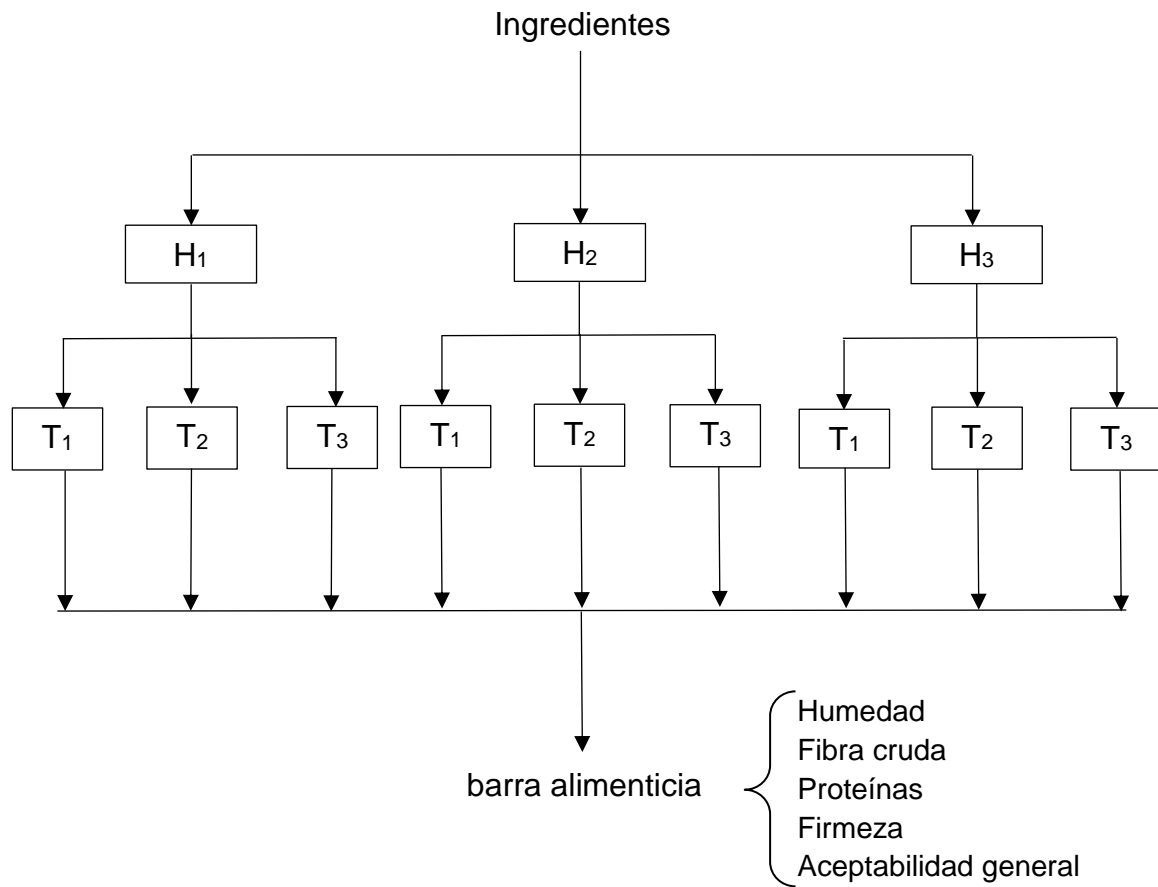 Ingredientes
H1 H2 H3
T1 T2 T3 T1 T2 T3 T1 T2 T3
barra alimenticia
Humedad
Fibra cruda
Proteínas
Firmeza
Aceptabilidad general